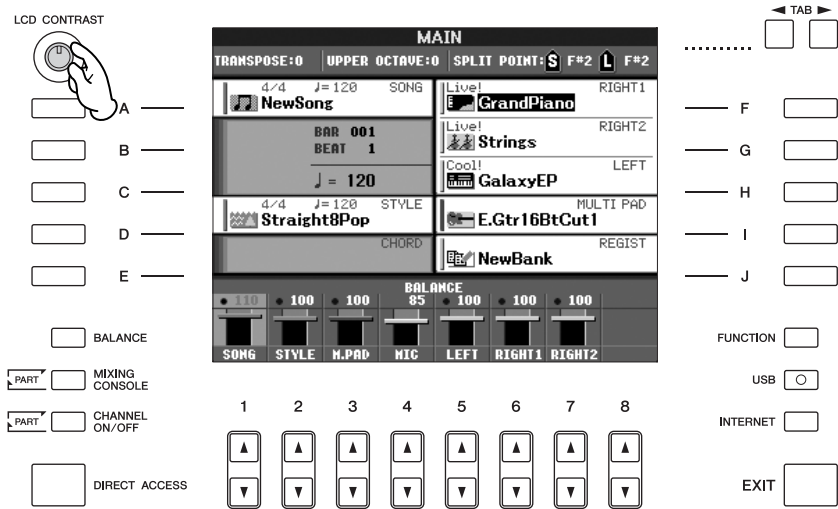 LCD CONTRAST
◄ TAB ►
MAIN
TRANSPOSE:0 UPPER OCTAVE:0 SPLIT POINT: S F#2 L F#2
4/4 ♩=120 SONG
NewSong
BAR 001
BEAT 1
♩ = 120
4/4 ♩=120 STYLE
Straight8Pop
CHORD
Live! RIGHT1
GrandPiano
Live! RIGHT2
Strings
Cool! LEFT
GalaxyEP
MULTI PAD
E.Gtr16BtCut1
REGIST
NewBank
BALANCE
110 100 100 85 100 100 100
SONG STYLE M.PAD MIC LEFT RIGHT1 RIGHT2
A
B
C
D
E
F
G
H
I
J
BALANCE
PART MIXING
CONSOLE
PART CHANNEL
ON/OFF
DIRECT ACCESS
1 2 3 4 5 6 7 8
FUNCTION
USB
INTERNET
EXIT